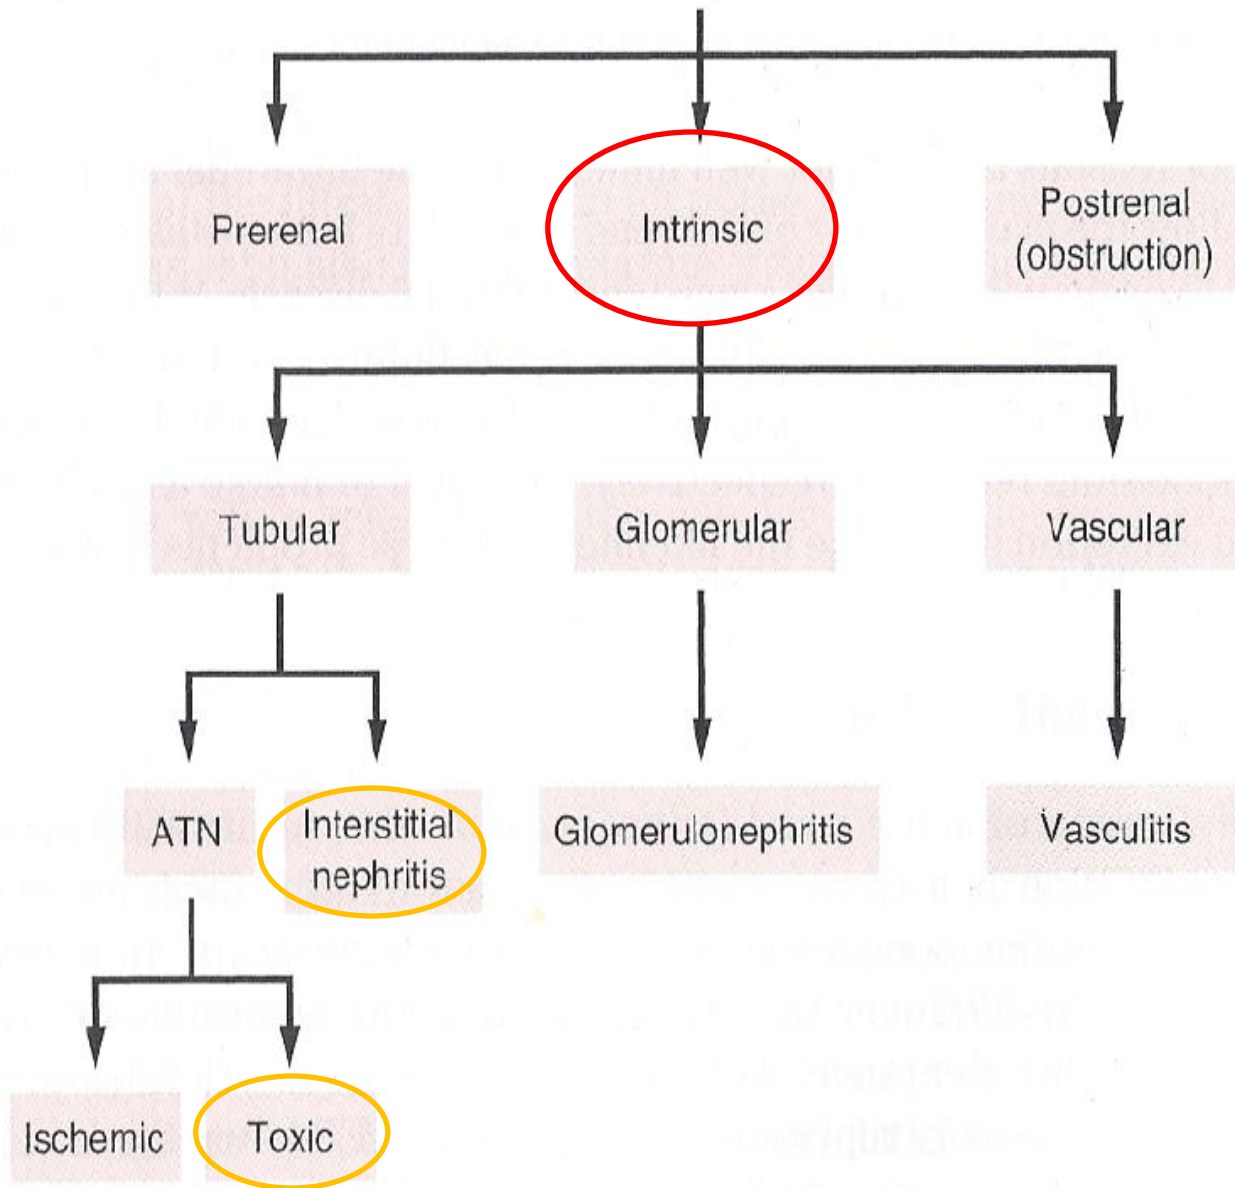 Prerenal
Intrinsic
Postrenal
(obstruction)
Tubular
Glomerular
Vascular
ATN
Interstitial
nephritis
Glomerulonephritis
Vasculitis
Ischemic
Toxic